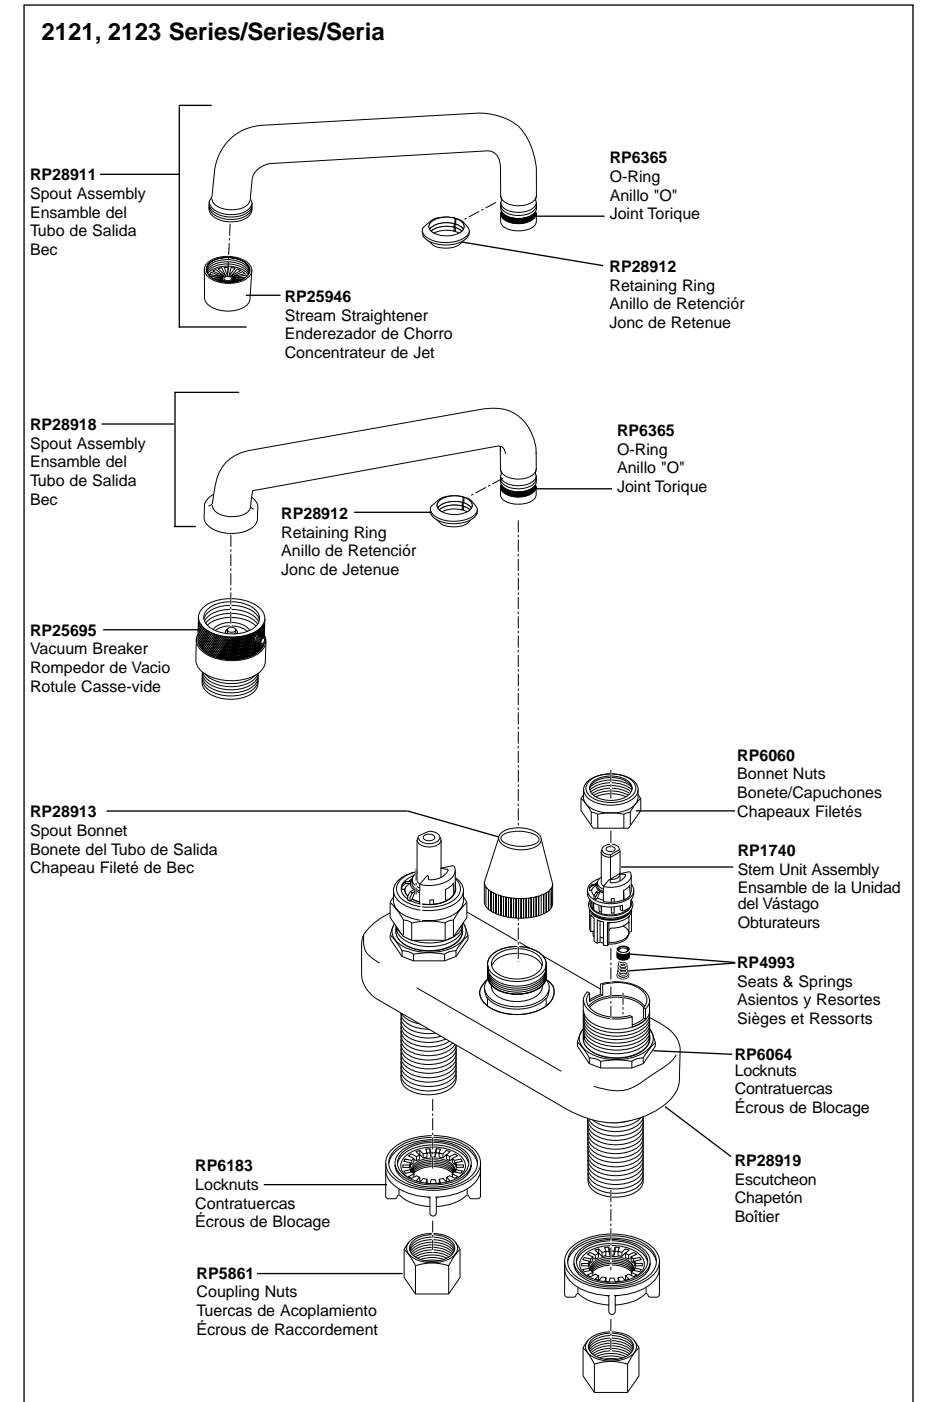 2121, 2123 Series/Series/Seria
RP28911
Spout Assembly
Ensamble del
Tubo de Salida
Bec
RP6365
O-Ring
Anillo "O"
Joint Torique
RP28912
Retaining Ring
Anillo de Retenciór
Jonc de Retenue
RP25946
Stream Straightener
Enderezador de Chorro
Concentrateur de Jet
RP28918
Spout Assembly
Ensamble del
Tubo de Salida
Bec
RP6365
O-Ring
Anillo "O"
Joint Torique
RP28912
Retaining Ring
Anillo de Retenciór
Jonc de Jetenue
RP25695
Vacuum Breaker
Rompedor de Vacio
Rotule Casse-vide
RP6060
Bonnet Nuts
Bonete/Capuchones
Chapeaux Filetés
RP28913
Spout Bonnet
Bonete del Tubo de Salida
Chapeau Fileté de Bec
RP1740
Stem Unit Assembly
Ensamble de la Unidad
del Vástago
Obturateurs
RP4993
Seats & Springs
Asientos y Resortes
Sièges et Ressorts
RP6064
Locknuts
Contratuercas
Écrous de Blocage
RP6183
Locknuts
Contratuercas
Écrous de Blocage
RP28919
Escutcheon
Chapetón
Boîtier
RP5861
Coupling Nuts
Tuercas de Acoplamiento
Écrous de Raccordement